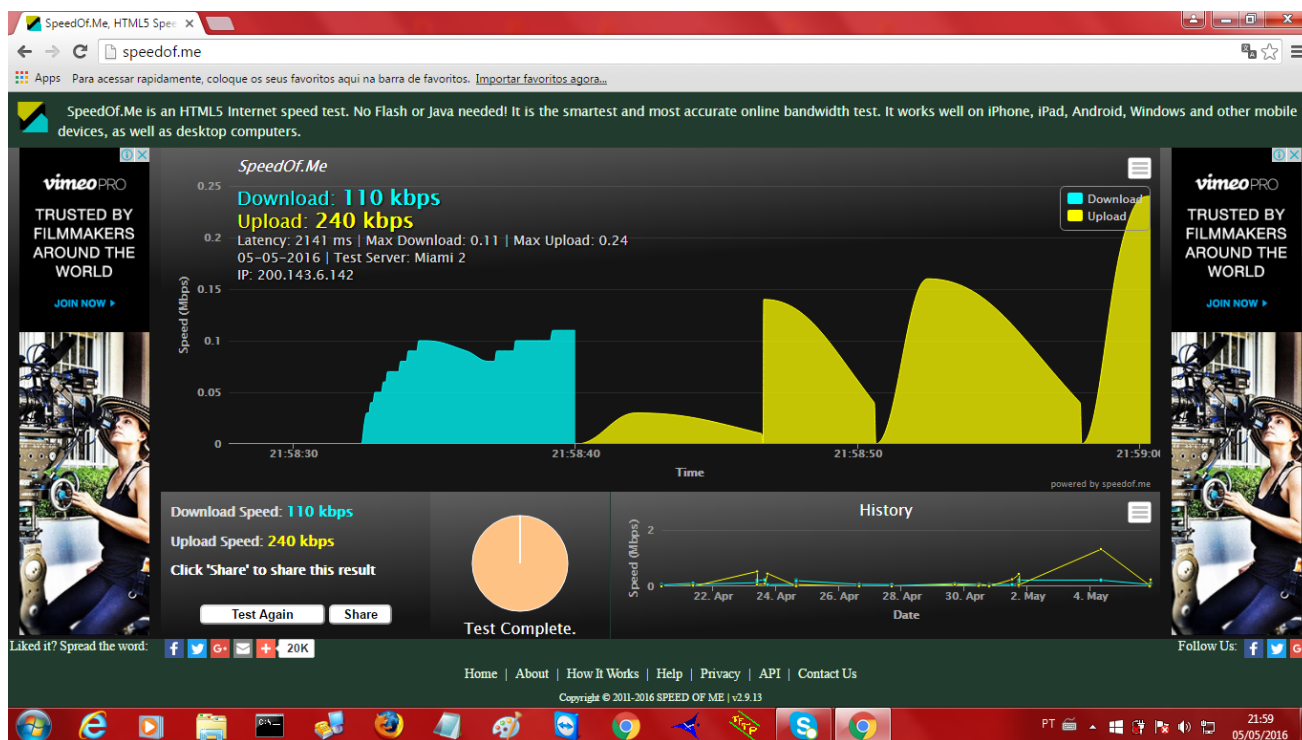 SpeedOf.Me, HTML5 Spee
speedof.me
Apps Para acessar rapidamente, coloque os seus favoritos aqui na barra de favoritos. Importar favoritos agora...
SpeedOf.Me is an HTML5 Internet speed test. No Flash or Java needed! It is the smartest and most accurate online bandwidth test. It works well on iPhone, iPad, Android, Windows and other mobile
devices, as well as desktop computers.
vimeo PRO
TRUSTED BY
FILMMAKERS
AROUND THE
WORLD
JOIN NOW
SpeedOf.Me
Download: 110 kbps
Upload: 240 kbps
Latency: 2141 ms | Max Download: 0.11 | Max Upload: 0.24
05-05-2016 | Test Server: Miami 2
IP: 200.143.6.142
Download
Upload
Speed (Mbps)
0.25
0.2
0.15
0.1
0.05
0
21:58:30
21:58:40
21:58:50
21:59:0
Time
powered by speedof.me
vimeo PRO
TRUSTED BY
FILMMAKERS
AROUND THE
WORLD
JOIN NOW
Download Speed: 110 kbps
Upload Speed: 240 kbps
Click 'Share' to share this result
Test Again
Share
Test Complete.
History
Speed (Mbps)
2
0
22. Apr
24. Apr
26. Apr
28. Apr
30. Apr
2. May
4. May
Date
Liked it? Spread the word:
20K
Follow Us:
Home | About | How It Works | Help | Privacy | API | Contact Us
Copyright © 2011-2016 SPEED OF ME | v2.9.13
PT
21:59
05/05/2016